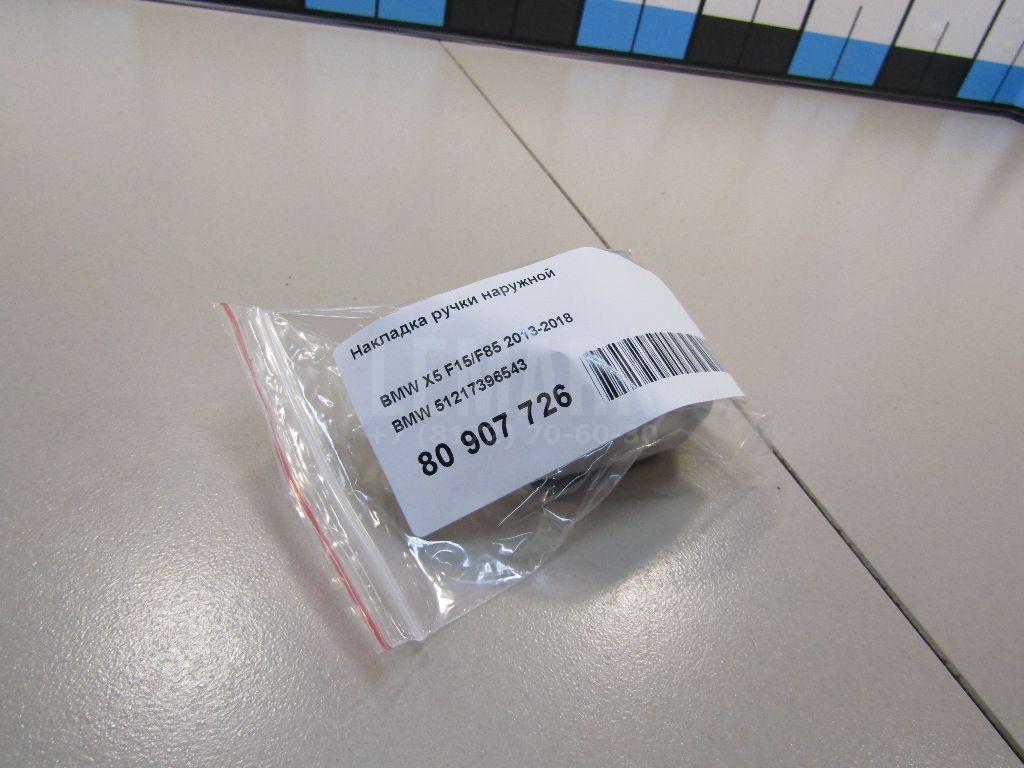 Накладка ручки наружной
BMW X5 F15/F85 2013-2018
BMW 51217396543
80 907 726